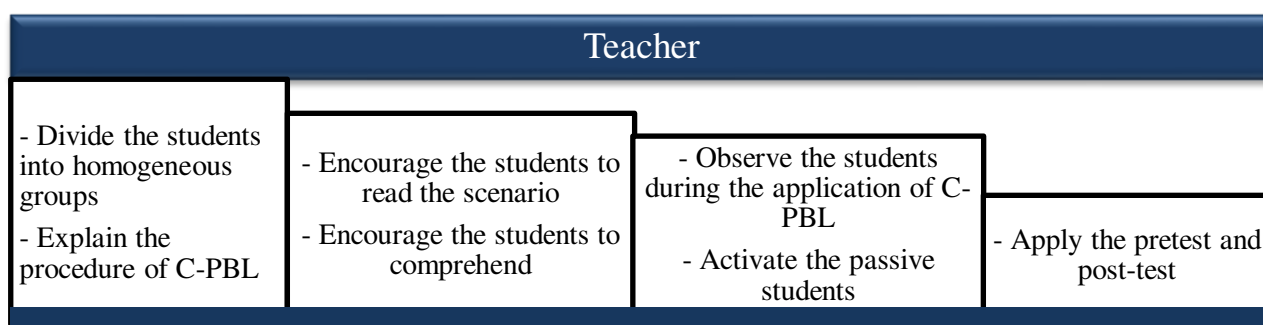 Teacher
- Divide the students
into homogeneous
groups
- Explain the
procedure of C-PBL
- Encourage the students to
read the scenario
- Encourage the students to
comprehend
- Observe the students
during the application of C-
PBL
- Activate the passive
students
- Apply the pretest and
post-test